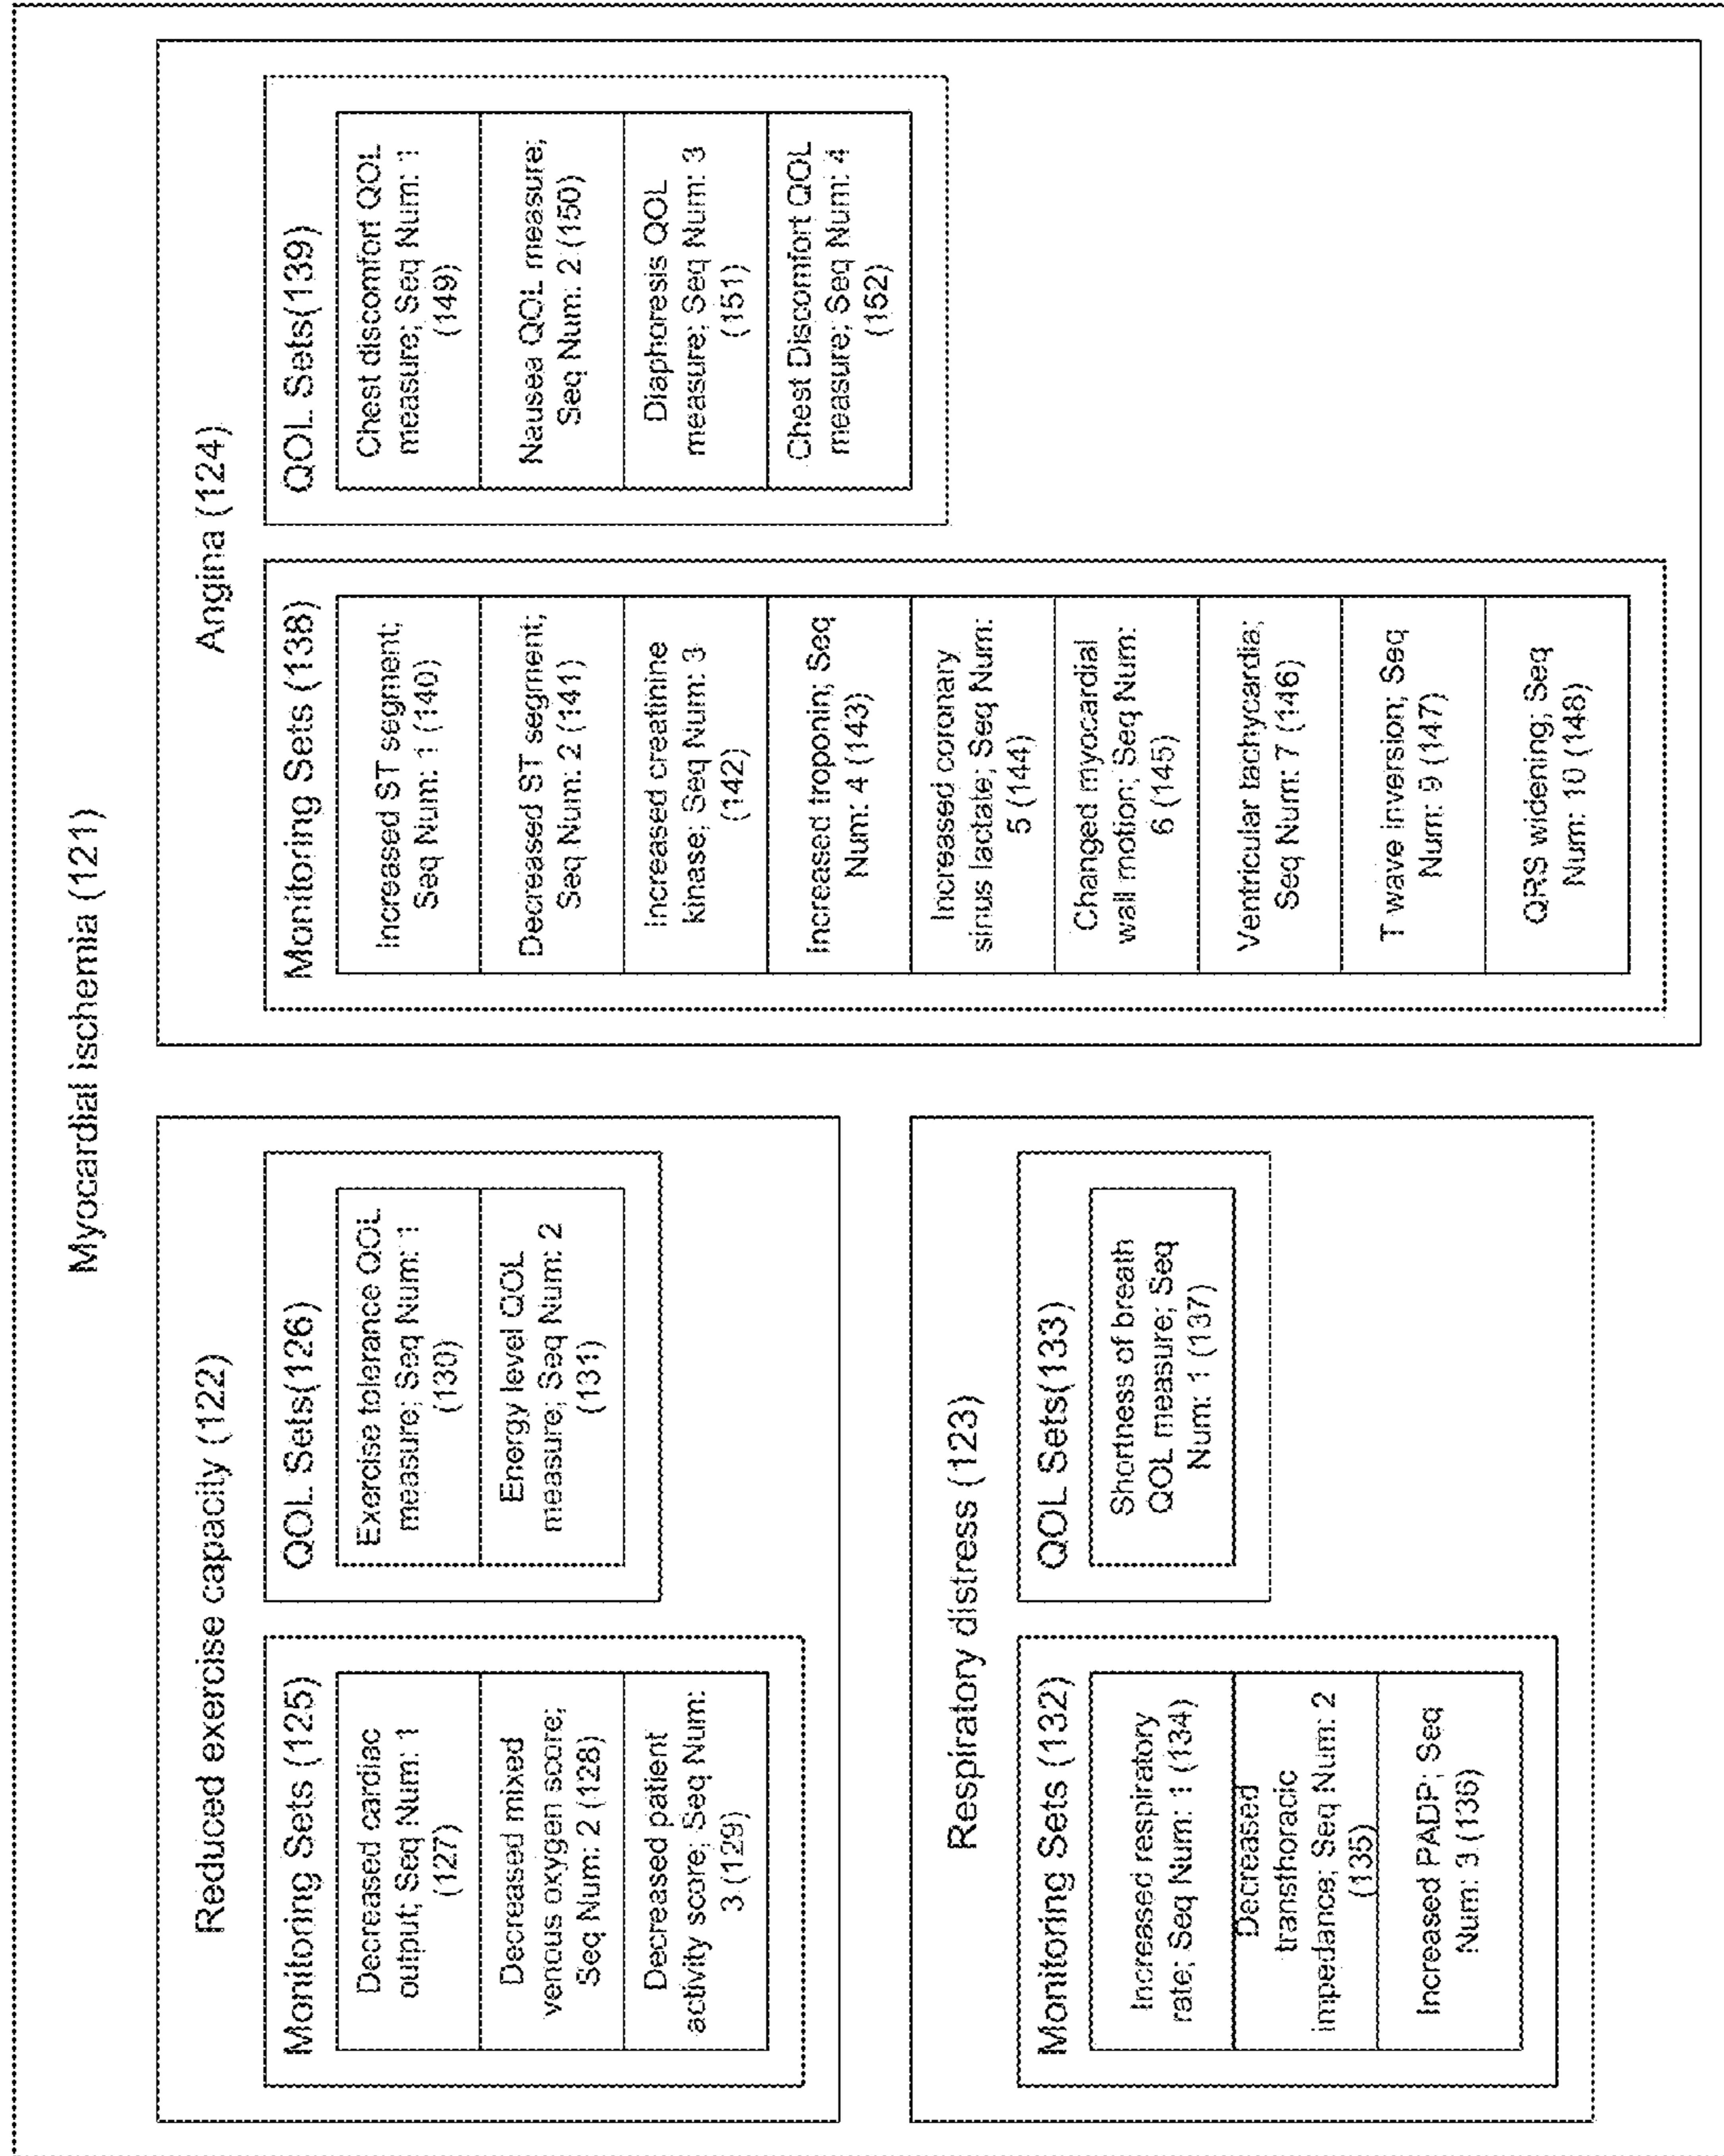 Myocardial ischemia (121)
Reduced exercise capacity (122)
Monitoring Sets (125)
Decreased cardiac
output; Seq Num: 1
(127)
Decreased mixed
venous oxygen score;
Seq Num: 2 (128)
Decreased patient
activity score; Seq Num:
3 (129)
QOL Sets(126)
Exercise tolerance QOL
measure; Seq Num: 1
(130)
Energy level QOL
measure; Seq Num: 2
(131)
Respiratory distress (123)
Monitoring Sets (132)
Increased respiratory
rate; Seq Num: 1 (134)
Decreased
transthoracic
impedance; Seq Num: 2
(135)
Increased PADP; Seq
Num: 3 (136)
QOL Sets(133)
Shortness of breath
QOL measure; Seq
Num: 1 (137)
Angina (124)
Monitoring Sets (138)
Increased ST segment;
Seq Num: 1 (140)
Decreased ST segment;
Seq Num: 2 (141)
Increased creatinine
kinase; Seq Num: 3
(142)
Increased troponin; Seq
Num: 4 (143)
Increased coronary
sinus lactate; Seq Num:
5 (144)
Changed myocardial
wall motion; Seq Num:
6 (145)
Ventricular tachycardia;
Seq Num: 7 (146)
T wave inversion; Seq
Num: 9 (147)
QRS widening; Seq
Num: 10 (148)
QOL Sets(139)
Chest discomfort QOL
measure; Seq Num: 1
(149)
Nausea QOL measure;
Seq Num: 2 (150)
Diaphoresis QOL
measure; Seq Num: 3
(151)
Chest Discomfort QOL
measure; Seq Num: 4
(152)